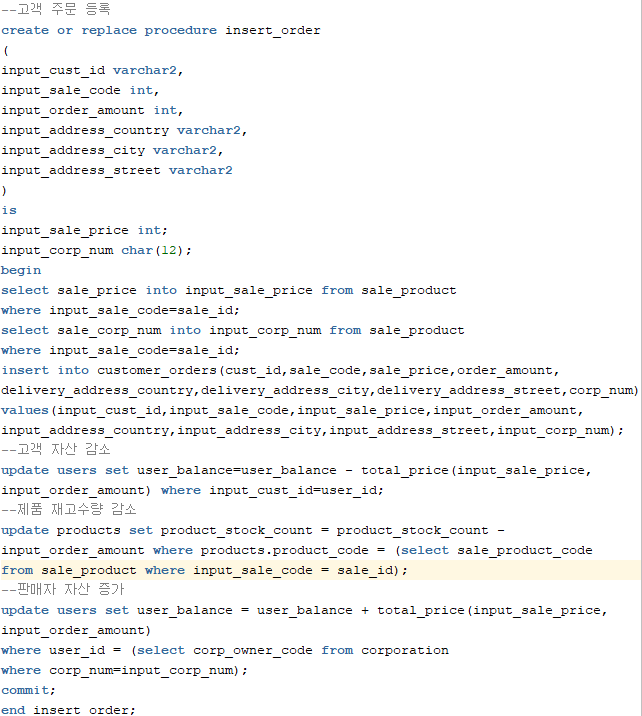 --고객 주문 등록
create or replace procedure insert_order
(
input_cust_id varchar2,
input_sale_code int,
input_order_amount int,
input_address_country varchar2,
input_address_city varchar2,
input_address_street varchar2
)
is
input_sale_price int;
input_corp_num char(12);
begin
select sale_price into input_sale_price from sale_product
where input_sale_code=sale_id;
select sale_corp_num into input_corp_num from sale_product
where input_sale_code=sale_id;
insert into customer_orders(cust_id,sale_code,sale_price,order_amount,
delivery_address_country,delivery_address_city,delivery_address_street,corp_num)
values(input_cust_id,input_sale_code,input_sale_price,input_order_amount,
input_address_country,input_address_city,input_address_street,input_corp_num);
--고객 자산 감소
update users set user_balance=user_balance - total_price(input_sale_price,
input_order_amount) where input_cust_id=user_id;
--제품 재고수량 감소
update products set product_stock_count = product_stock_count -
input_order_amount where products.product_code = (select sale_product_code
from sale_product where input_sale_code = sale_id);
--판매자 자산 증가
update users set user_balance = user_balance + total_price(input_sale_price,
input_order_amount)
where user_id = (select corp_owner_code from corporation
where corp_num=input_corp_num);
commit;
end insert_order;